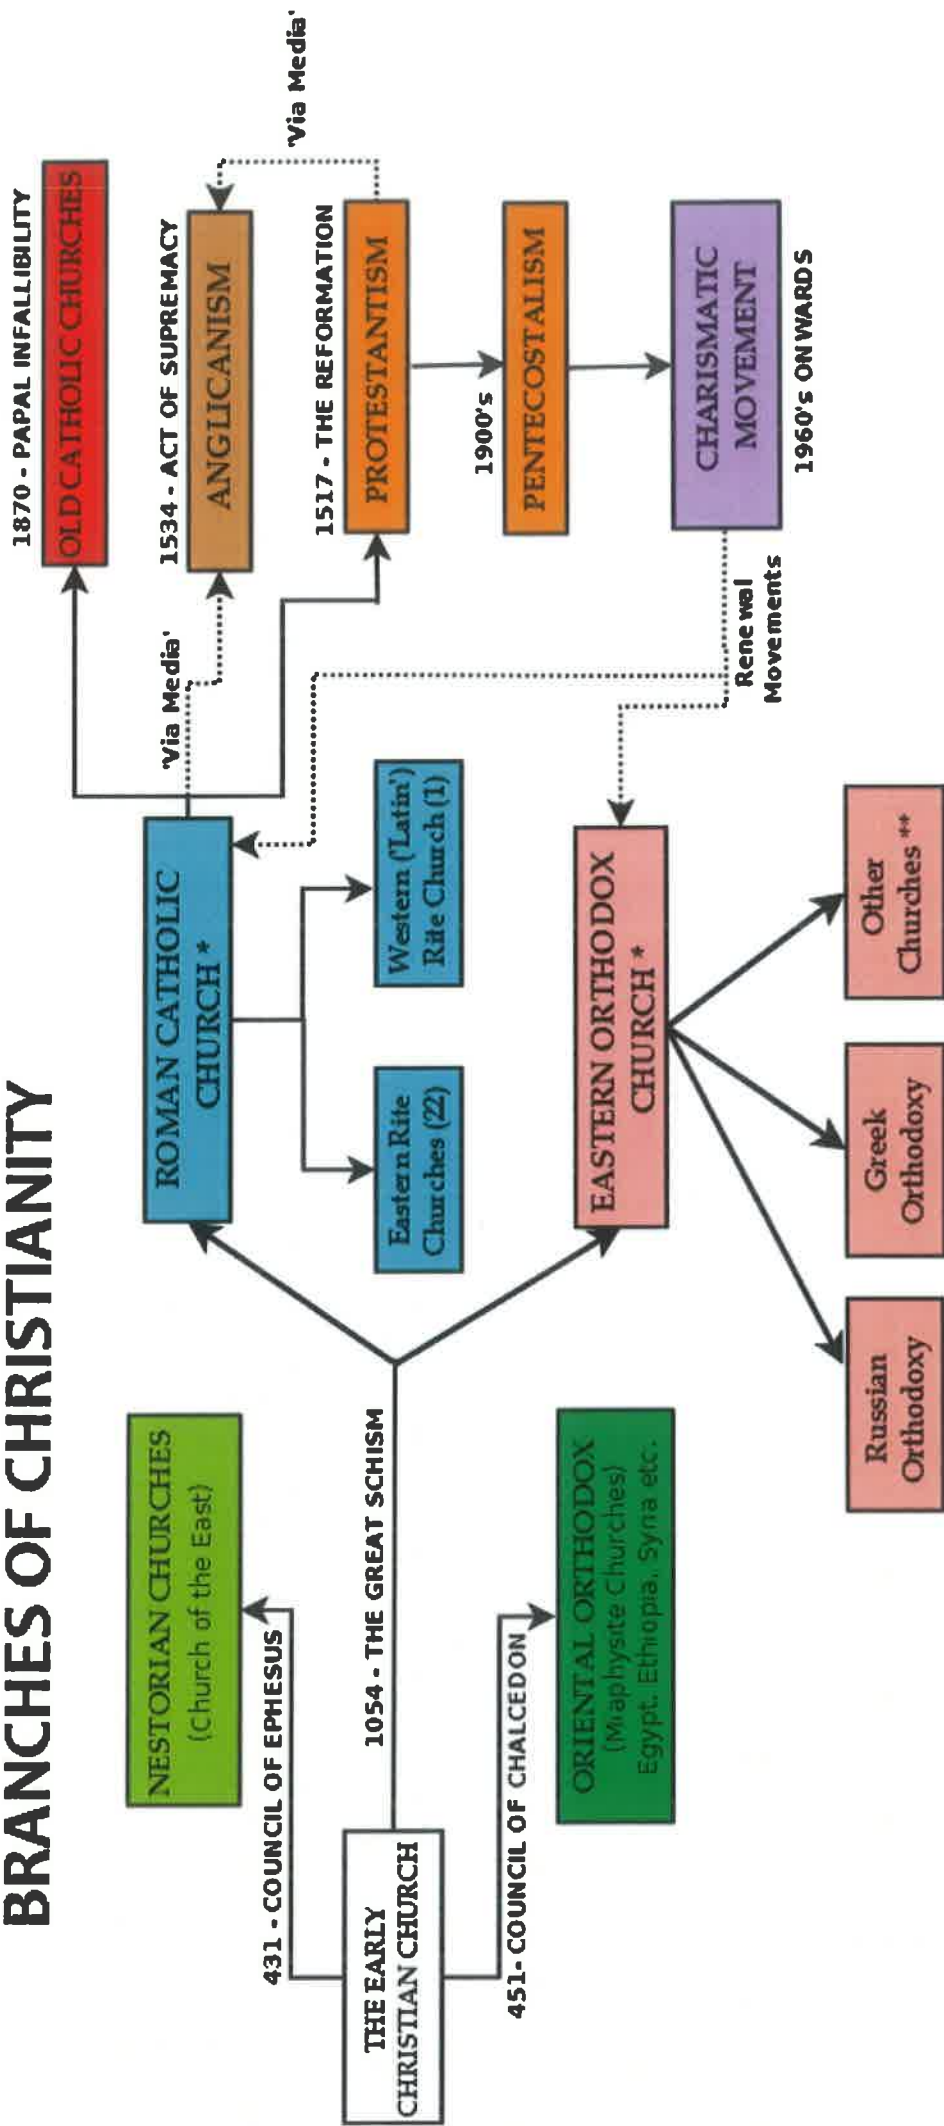 BRANCHES OF CHRISTIANITY
THE EARLY
CHRISTIAN CHURCH
431 - COUNCIL OF EPHESUS
NESTORIAN CHURCHES
(Church of the East)
1054 - THE GREAT SCHISM
451- COUNCIL OF CHALCEDON
ORIENTAL ORTHODOX
(Miaphysite Churches)
Egypt. Ethiopia, Syria etc.
ROMAN CATHOLIC
CHURCH *
Eastern Rite
Churches (22)
Western ('Latin')
Rite Church (1)
EASTERN ORTHODOX
CHURCH *
Russian
Orthodoxy
Greek
Orthodoxy
Other
Churches **
1870 - PAPAL INFALLIBILITY
OLD CATHOLIC CHURCHES
'Via Media'
1534 - ACT OF SUPREMACY
ANGLICANISM
'Via Media'
1517 - THE REFORMATION
PROTESTANTISM
1900's
PENTECOSTALISM
CHARISMATIC
MOVEMENT
1960's ONWARDS
Renewal
Movements